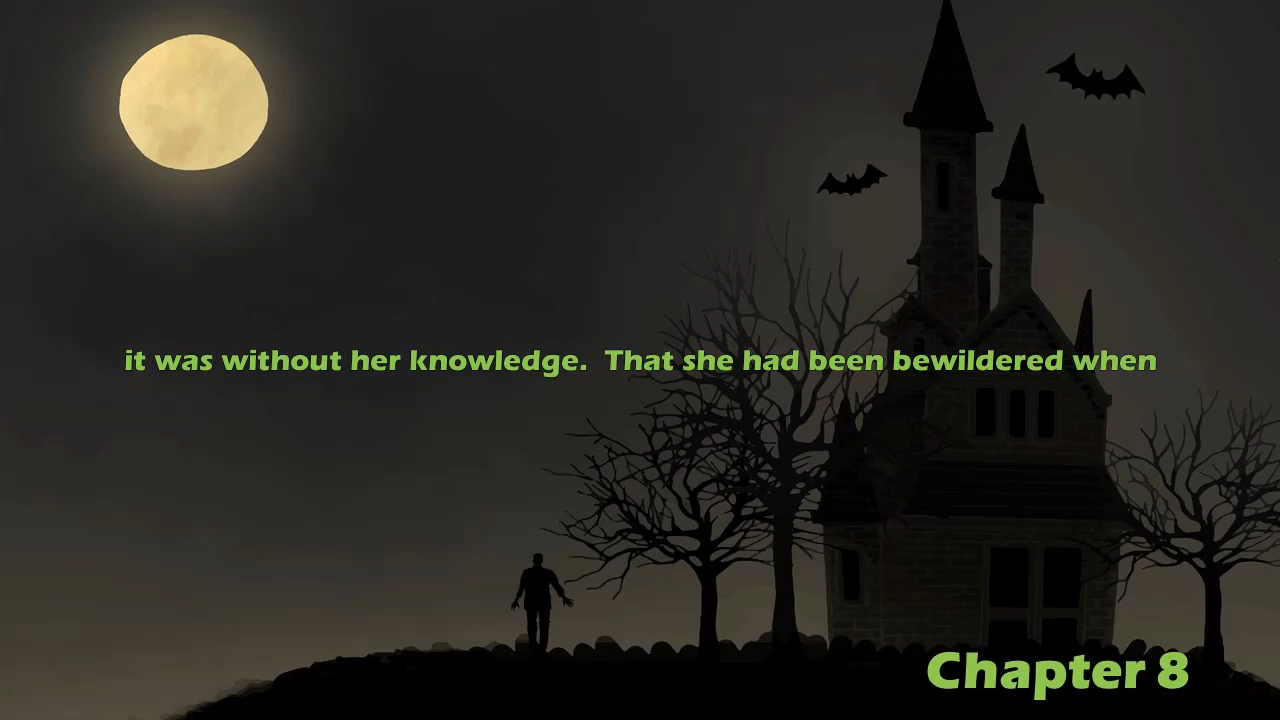 it was without her knowledge.  That she had been bewildered when
Chapter 8